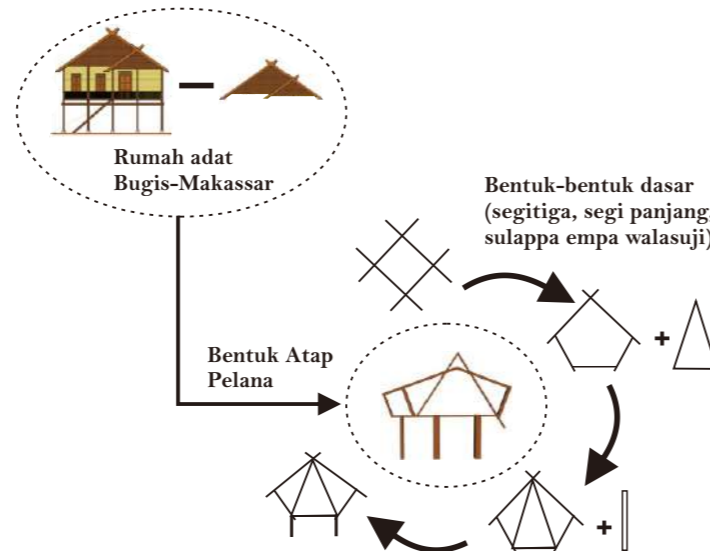 Rumah adat
Bugis-Makassar
Bentuk-bentuk dasar
(segitiga, segi panjang,
sulappa empa walasuji)
Bentuk Atap
Pelana
+
+